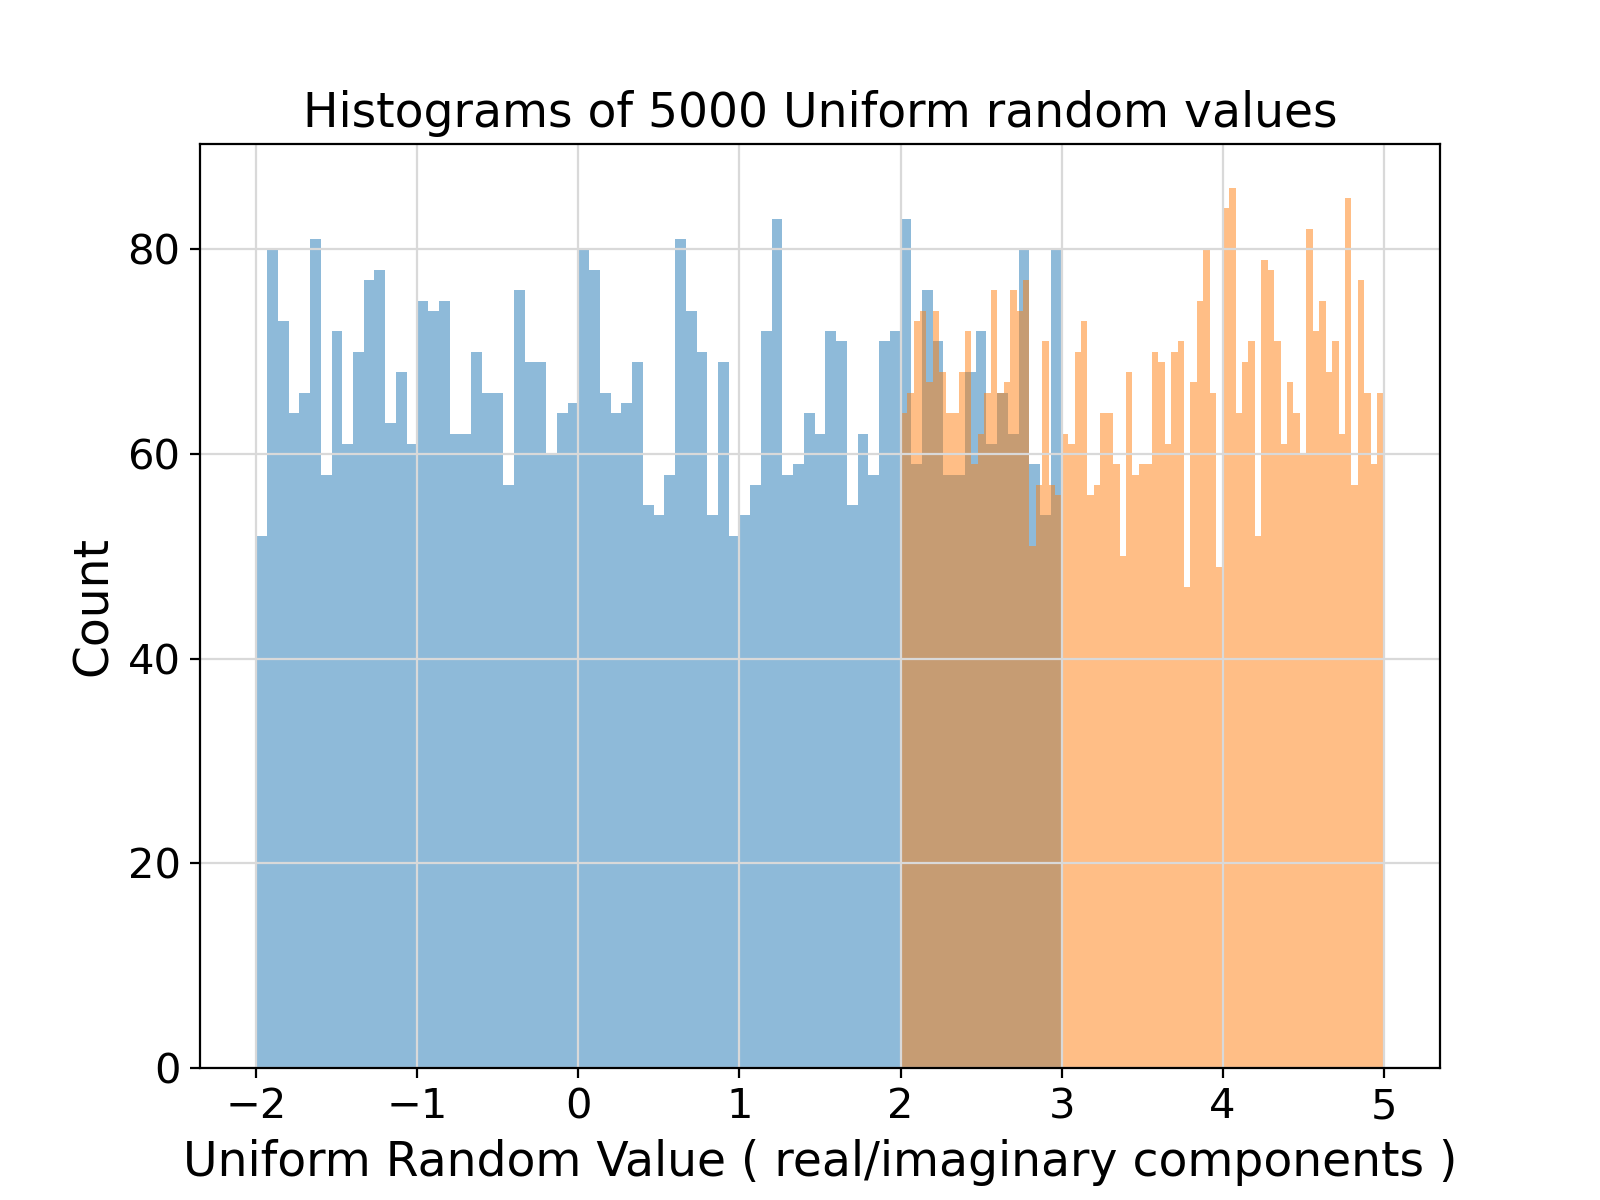 Histograms of 5000 Uniform random values
80
60
40
20
0
Count
−2 −1 0 1 2 3 4 5
Uniform Random Value ( real/imaginary components )